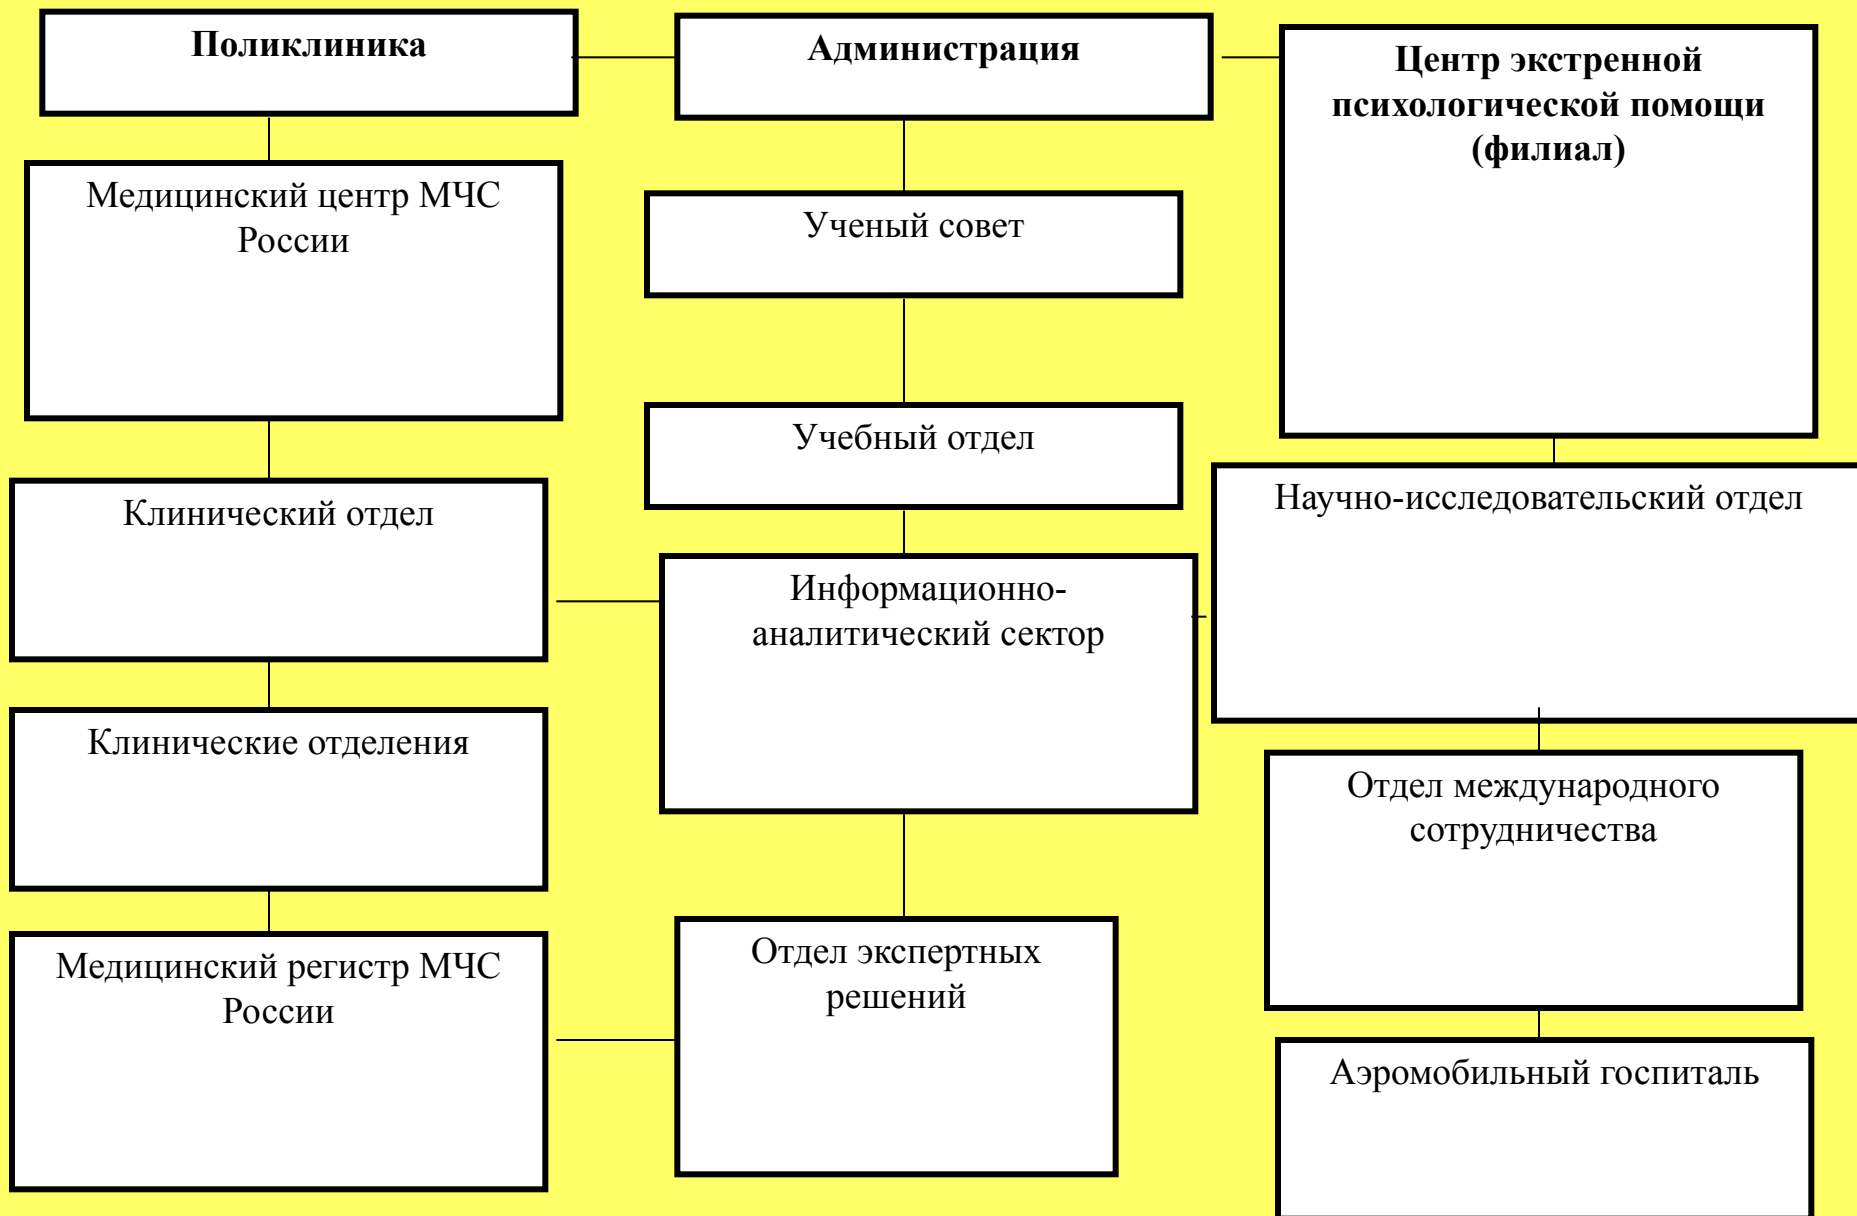 Поликлиника
Администрация
Центр экстренной
психологической помощи
(филиал)
Медицинский центр МЧС
России
Ученый совет
Учебный отдел
Клинический отдел
Научно-исследовательский отдел
Информационно-
аналитический сектор
Клинические отделения
Отдел международного
сотрудничества
Медицинский регистр МЧС
России
Отдел экспертных
решений
Аэромобильный госпиталь